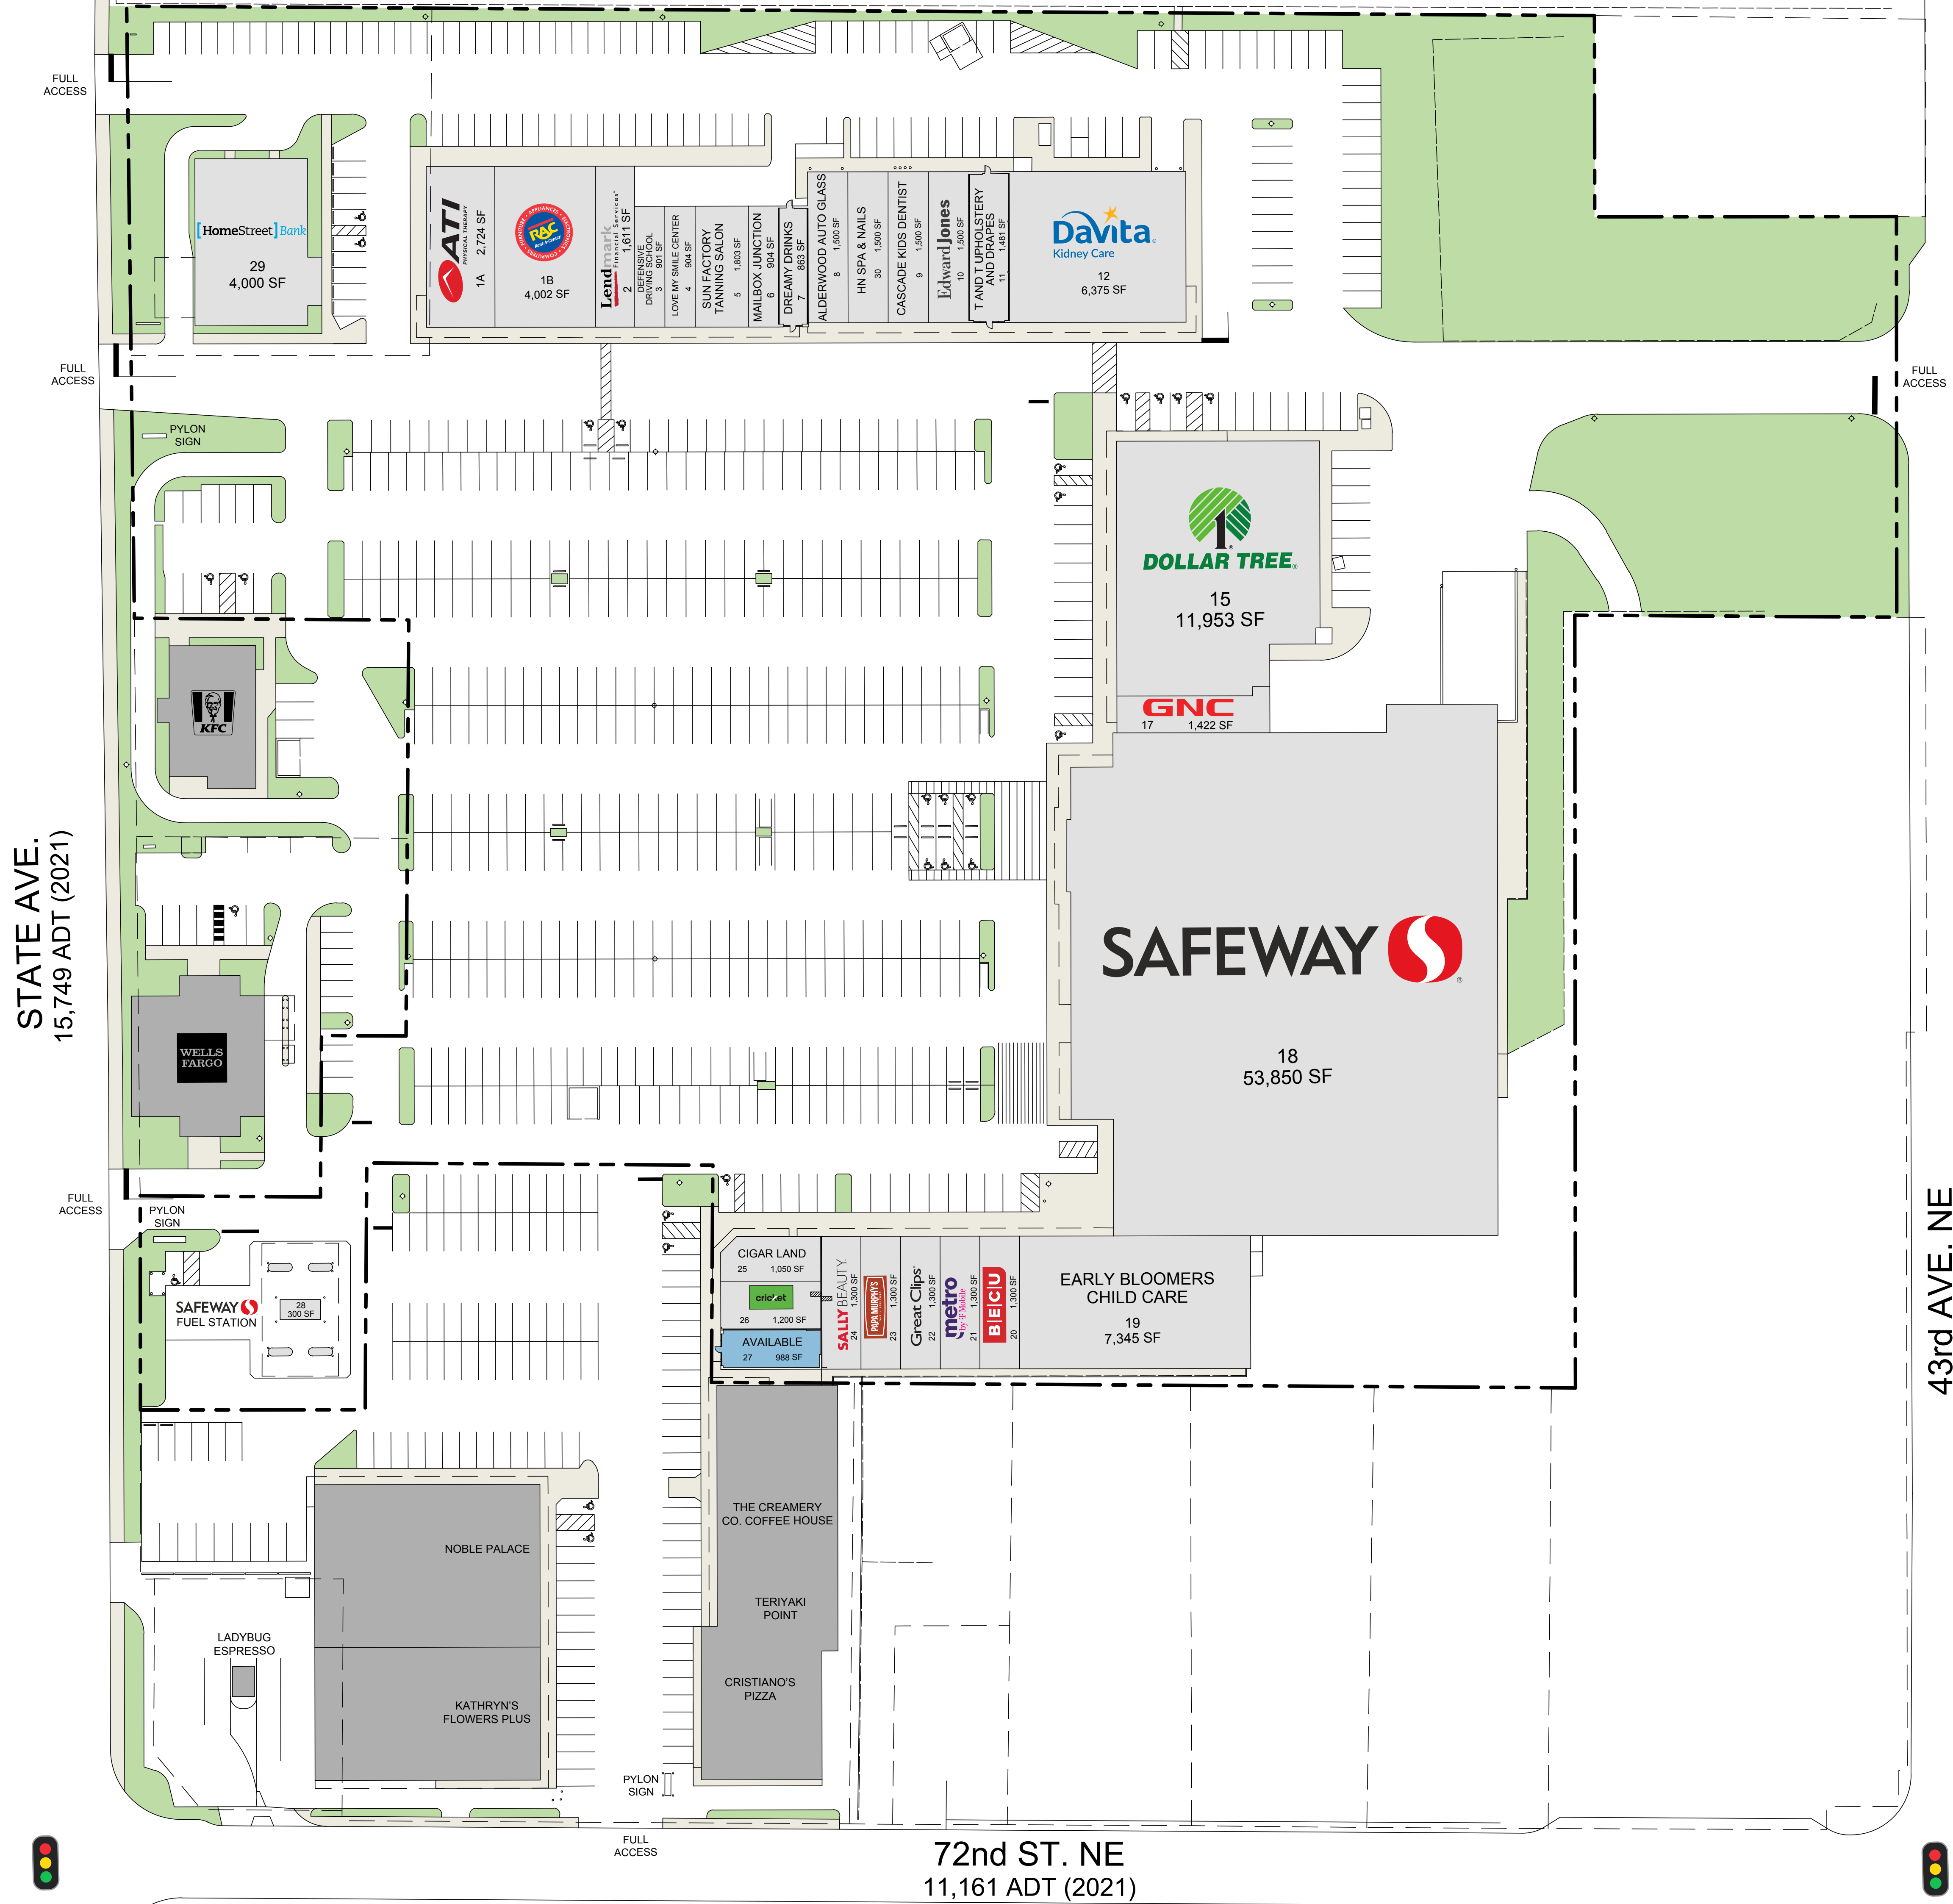 FULL
ACCESS
[HomeStreet] Bank
29
4,000 SF
ATI
PHYSICAL THERAPY
1A 2,724 SF
FURNITURE • APPLIANCES • ELECTRONICS • COMPUTERS
RAC
Rent-A-Center
1B
4,002 SF
Lendmark
Financial Services
2 1,611 SF
DEFENSIVE
DRIVING SCHOOL
3 901 SF
LOVE MY SMILE CENTER
4 904 SF
SUN FACTORY
TANNING SALON
5 1,803 SF
MAILBOX JUNCTION
6 904 SF
DREAMY DRINKS
7 863 SF
ALDERWOOD AUTO GLASS
8 1,500 SF
HN SPA & NAILS
30 1,500 SF
CASCADE KIDS DENTIST
9 1,500 SF
Edward Jones
10 1,500 SF
T AND T UPHOLSTERY
AND DRAPES
11 1,481 SF
DaVita®
Kidney Care
12
6,375 SF
FULL
ACCESS
FULL
ACCESS
PYLON
SIGN
1
DOLLAR TREE®
15
11,953 SF
KFC
GNC
17 1,422 SF
STATE AVE.
15,749 ADT (2021)
SAFEWAY ®
18
53,850 SF
WELLS
FARGO
FULL
ACCESS
PYLON
SIGN
SAFEWAY
FUEL STATION
28
300 SF
CIGAR LAND
25 1,050 SF
cricket
26 1,200 SF
AVAILABLE
27 988 SF
SALLY BEAUTY
24 1,300 SF
PAPA MURPHY'S
23 1,300 SF
Great Clips®
22 1,300 SF
metro
by T-Mobile
21 1,300 SF
BECU
20 1,300 SF
EARLY BLOOMERS
CHILD CARE
19
7,345 SF
43rd AVE. NE
NOBLE PALACE
THE CREAMERY
CO. COFFEE HOUSE
TERIYAKI
POINT
LADYBUG
ESPRESSO
CRISTIANO'S
PIZZA
KATHRYN'S
FLOWERS PLUS
PYLON
SIGN
FULL
ACCESS
72nd ST. NE
11,161 ADT (2021)